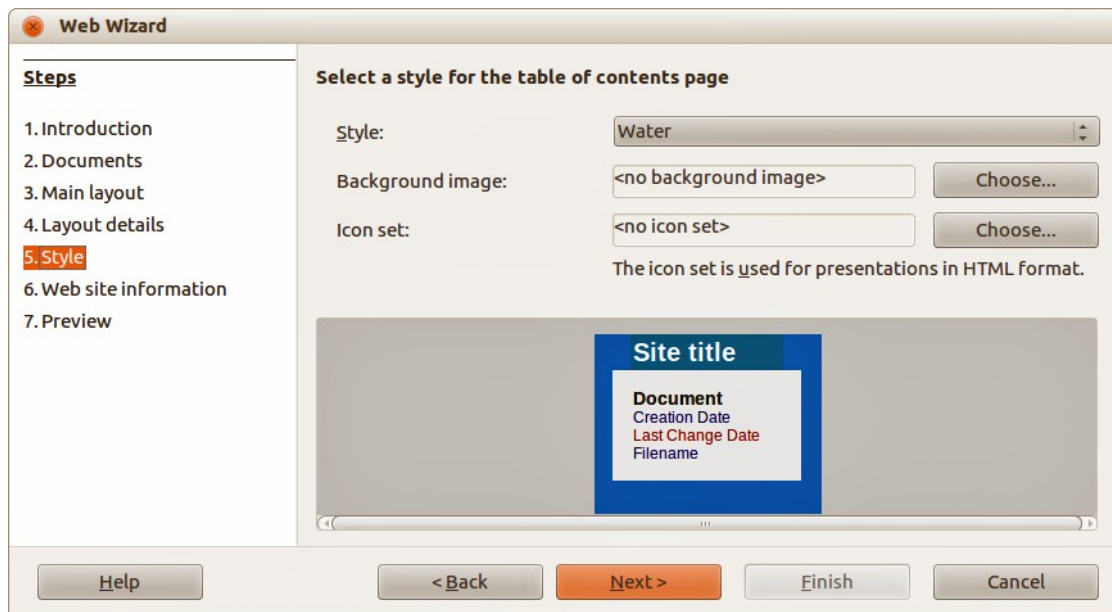 Web Wizard
Steps
1. Introduction
2. Documents
3. Main layout
4. Layout details
5. Style
6. Web site information
7. Preview
Select a style for the table of contents page
Style:
Water
Background image:
<no background image>
Choose...
Icon set:
<no icon set>
Choose...
The icon set is used for presentations in HTML format.
Site title
Document
Creation Date
Last Change Date
Filename
Help
< Back
Next >
Finish
Cancel